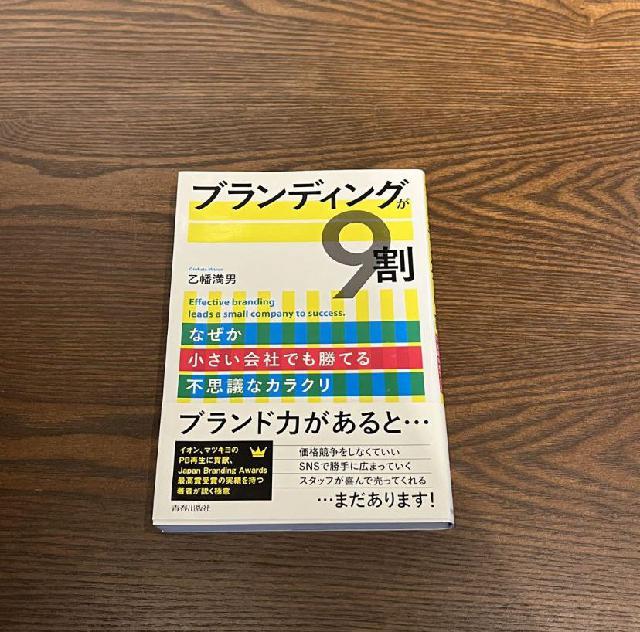 ブランディングが
9割
乙幡満男
Effective branding
leads a small company to success.
なぜか
小さい会社でも勝てる
不思議なカラクリ
ブランド力があると…
イオン、マツキヨの
PB再生に貢献、
Japan Branding Awards
最高賞受賞の実績を持つ
著者が説く極意
価格競争をしなくていい
SNSで勝手に広まっていく
スタッフが喜んで売ってくれる
…まだあります!
青春出版社